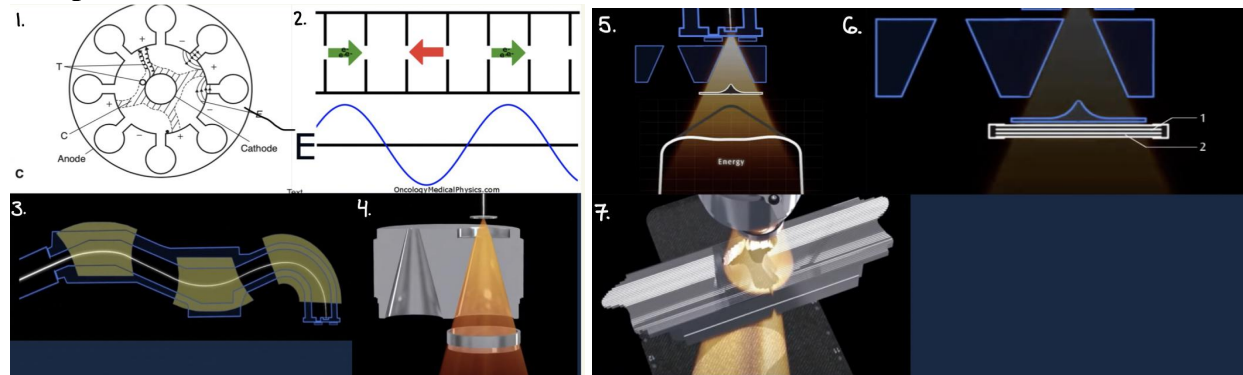 1.
+
−
T
+
+
E
−
C
−
+
Anode
Cathode
C
Text
2.
e- e-
e- e-
E
OncologyMedicalPhysics.com
3.
4.
5.
Energy
6.
1
2
7.